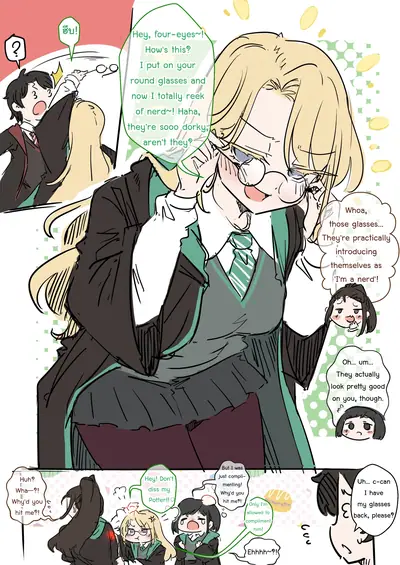 ?
ฮึบ!
Hey, four-eyes~!
How's this?
I put on your
round glasses and
now I totally reek
of nerd~! Haha,
they're sooo dorky,
aren't they?
Whoa,
those glasses...
They're practically
introducing
themselves as
'I'm a nerd'!
Oh... um...
They actually
look pretty good
on you, though.
Huh?
Wha—?!
Why'd you
hit me?!
Hey! Don't
diss my
Potter!!
But I was
just compli-
menting!
Why'd you
hit me?!
Only I'm
allowed to
compliment
him!
Ehhhh~?!
Uh... c-can
I have
my glasses
back, please?